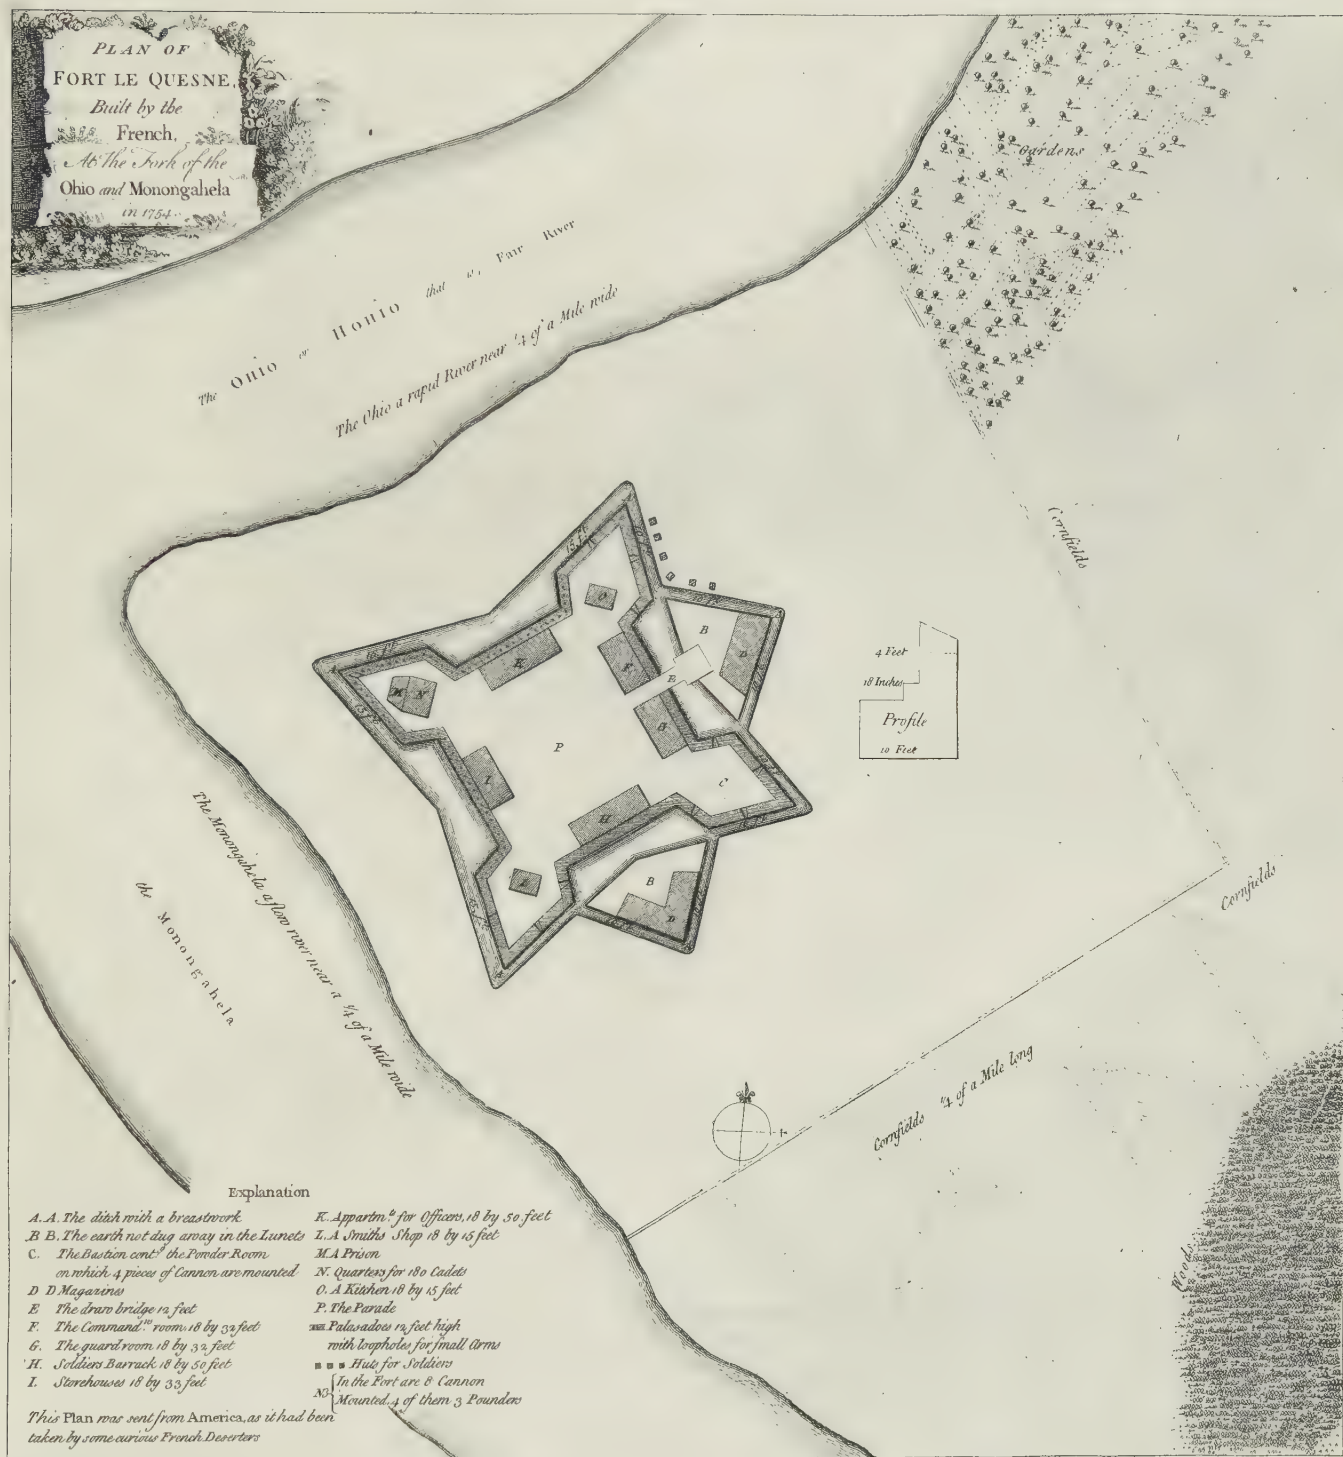 PLAN OF
FORT LE QUESNE,
Built by the
French,
At the Fork of the
Ohio and Monongahela
in 1754.
Gardens
The Ohio or Hohio that is, Fair River
The Ohio a rapid River near 1/4 of a Mile wide
Cornfields
A
15 ft
10 ft
O
B
D
K
F
E
M N
G
P
I
C
H
L
B
D
4 Feet
18 Inches
Profile
10 Feet
The Monongahela a slow river near a 1/4 of a Mile wide
the Monongahela
Cornfields
Cornfields 1/4 of a Mile long
Woods
Explanation
A. A. The ditch with a breastwork
B B. The earth not dug away in the Lunets
C. The Bastion cont.g the Powder Room
on which 4 pieces of Cannon are mounted
D D Magazines
E The draw bridge 12 feet
F. The Command.ts room. 18 by 32 feet
G. The guard room 18 by 32 feet
H. Soldiers Barrack 18 by 50 feet
I. Storehouses 18 by 33 feet
K. Appartm.ts for Officers, 18 by 50 feet
L. A Smiths Shop 18 by 15 feet
M. A Prison
N. Quarters for 180 Cadets
O. A Kitchen 18 by 15 feet
P. The Parade
Palasadoes 12 feet high
with loopholes for small Arms
Huts for Soldiers
NB In the Fort are 8 Cannon
Mounted, 4 of them 3 Pounders
This Plan was sent from America, as it had been
taken by some curious French Deserters